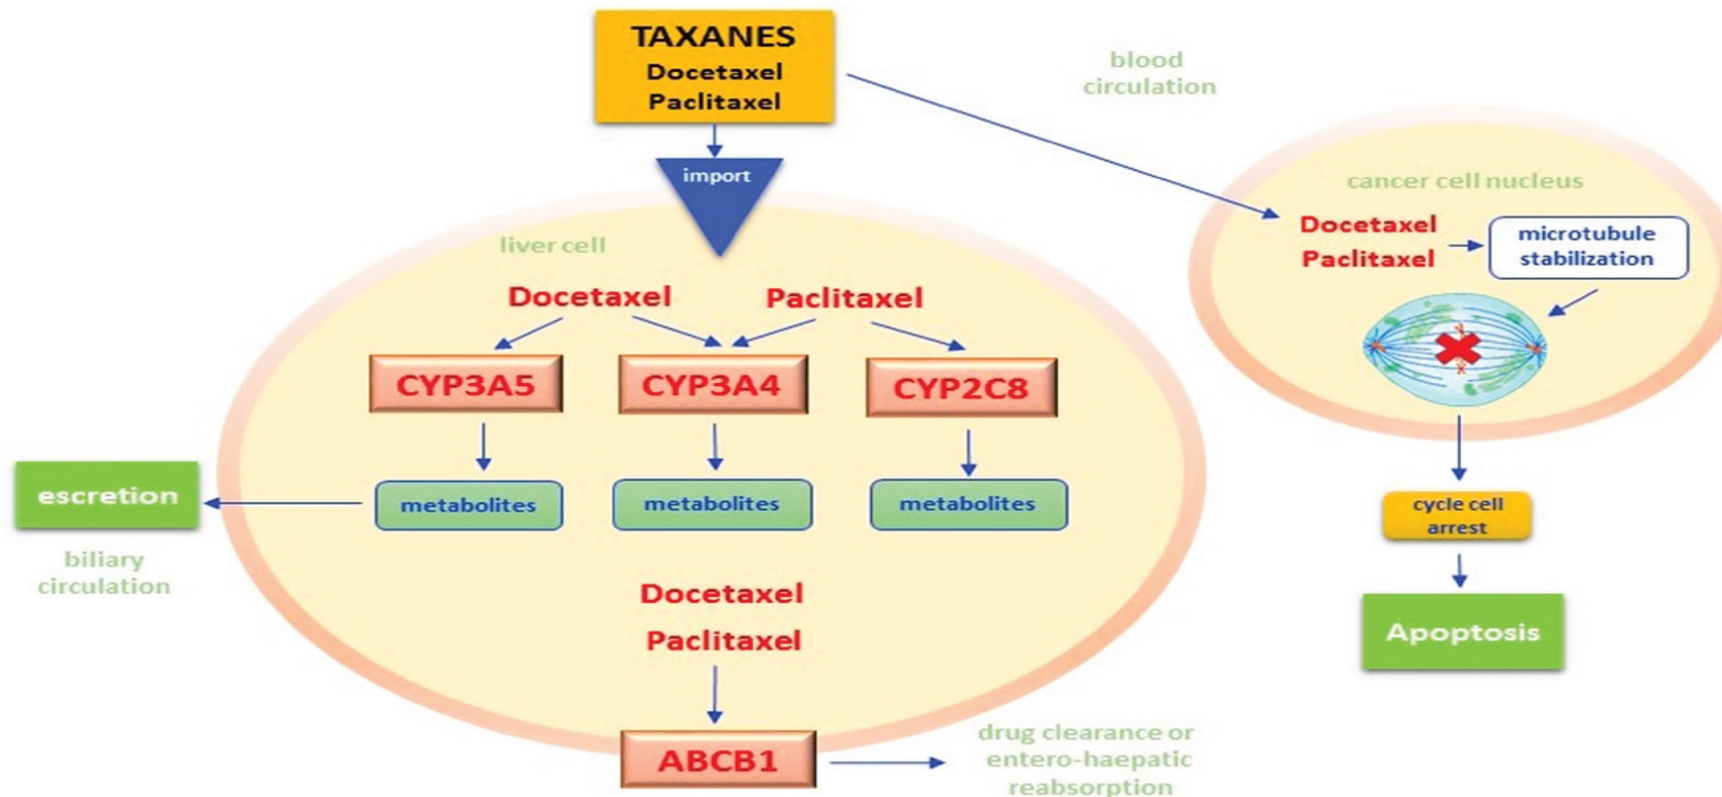 TAXANES
Docetaxel
Paclitaxel
blood
circulation
import
cancer cell nucleus
Docetaxel
Paclitaxel
microtubule
stabilization
liver cell
Docetaxel
Paclitaxel
CYP3A5
CYP3A4
CYP2C8
escretion
metabolites
metabolites
metabolites
cycle cell
arrest
biliary
circulation
Docetaxel
Paclitaxel
Apoptosis
ABCB1
drug clearance or
entero-haepatic
reabsorption